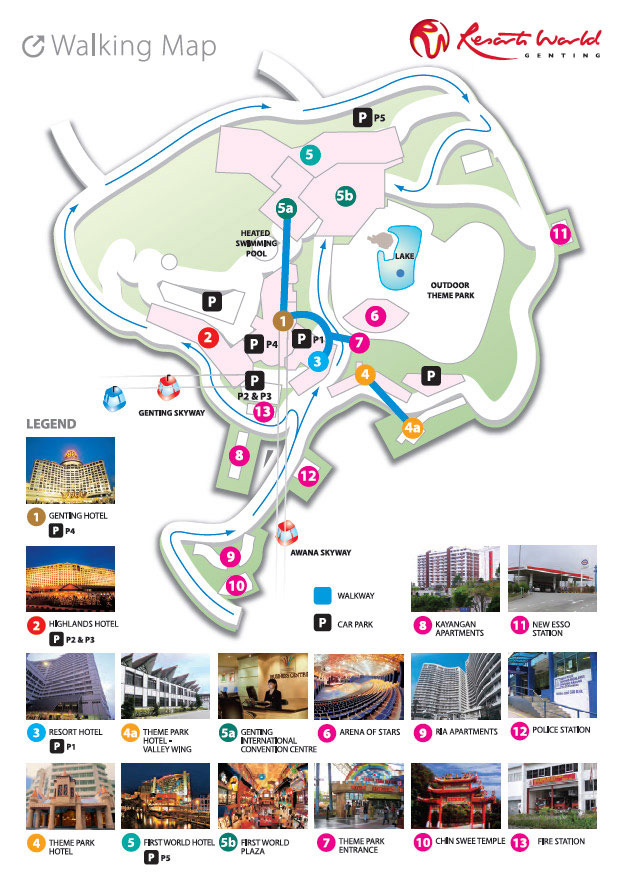 Walking Map
Resorts World
GENTING
P P5
5
5a
5b
HEATED
SWIMMING
POOL
LAKE
11
OUTDOOR
THEME PARK
P
1
6
2
P P4
P P1
7
3
4
P
P
P2 & P3
GENTING SKYWAY
13
4a
8
12
LEGEND
9
AWANA SKYWAY
10
1 GENTING HOTEL
P P4
WALKWAY
P CAR PARK
2 HIGHLANDS HOTEL
P P2 & P3
8 KAYANGAN
APARTMENTS
11 NEW ESSO
STATION
3 RESORT HOTEL
P P1
4a THEME PARK
HOTEL -
VALLEY WING
5a GENTING
INTERNATIONAL
CONVENTION CENTRE
6 ARENA OF STARS
9 RIA APARTMENTS
12 POLICE STATION
4 THEME PARK
HOTEL
5 FIRST WORLD HOTEL
P P5
5b FIRST WORLD
PLAZA
7 THEME PARK
ENTRANCE
10 CHIN SWEE TEMPLE
13 FIRE STATION